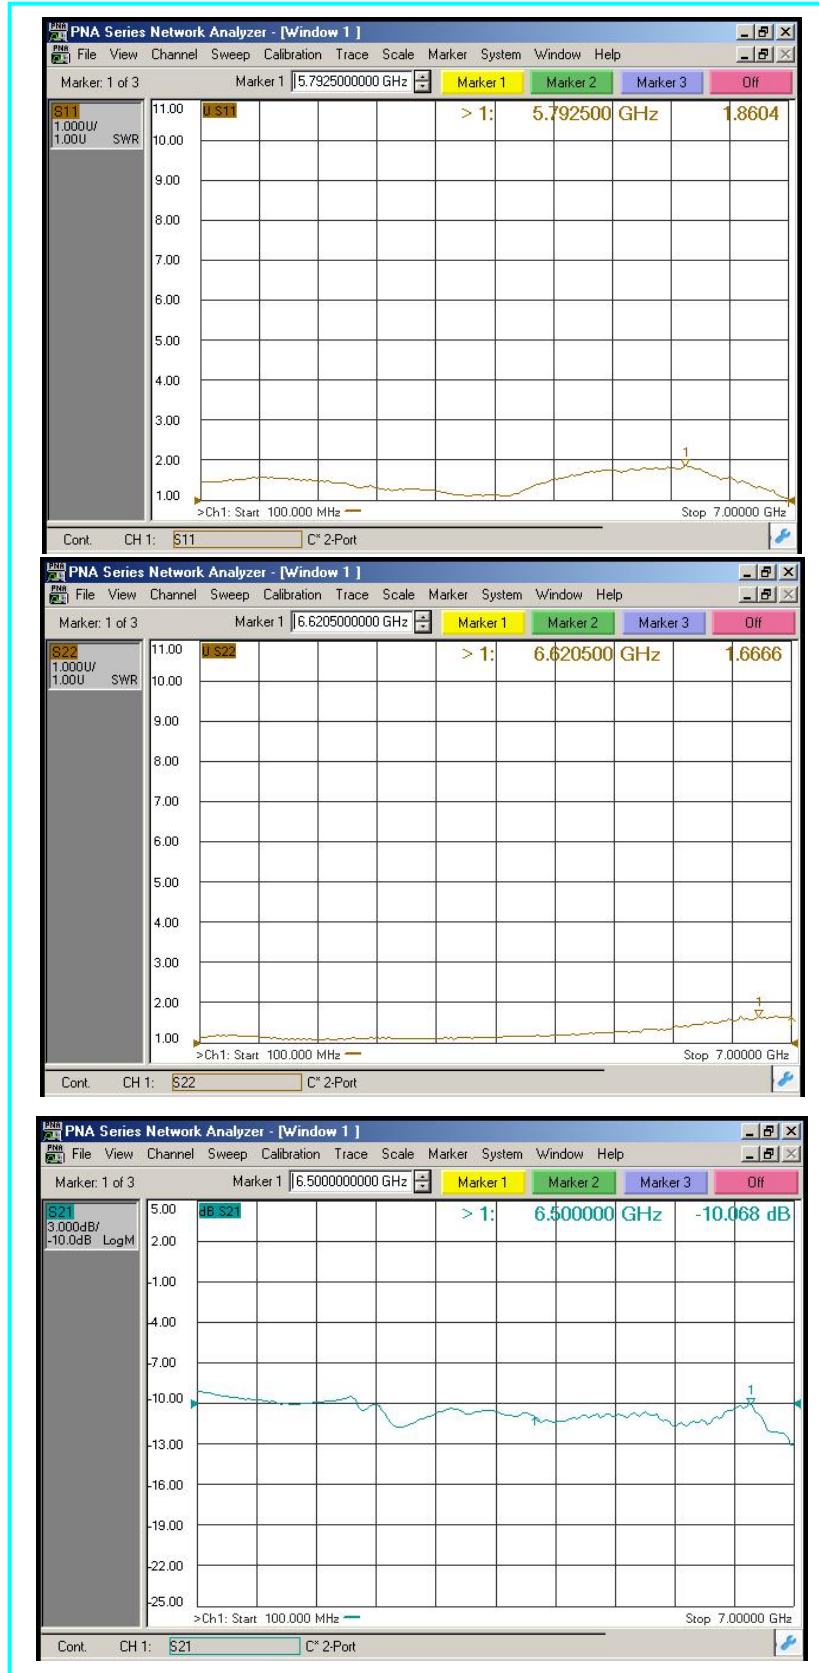 PNA Series Network Analyzer - [Window 1 ]
File View Channel Sweep Calibration Trace Scale Marker System Window Help
Marker: 1 of 3 Marker 1 5.7925000000 GHz Marker 1 Marker 2 Marker 3 Off
S11
1.000U/
1.00U SWR
U S11
> 1: 5.792500 GHz 1.8604
11.00
10.00
9.00
8.00
7.00
6.00
5.00
4.00
3.00
2.00
1.00
1
>Ch1: Start 100.000 MHz Stop 7.00000 GHz
Cont. CH 1: S11 C* 2-Port
PNA Series Network Analyzer - [Window 1 ]
File View Channel Sweep Calibration Trace Scale Marker System Window Help
Marker: 1 of 3 Marker 1 6.6205000000 GHz Marker 1 Marker 2 Marker 3 Off
S22
1.000U/
1.00U SWR
U S22
> 1: 6.620500 GHz 1.6666
11.00
10.00
9.00
8.00
7.00
6.00
5.00
4.00
3.00
2.00
1.00
1
>Ch1: Start 100.000 MHz Stop 7.00000 GHz
Cont. CH 1: S22 C* 2-Port
PNA Series Network Analyzer - [Window 1 ]
File View Channel Sweep Calibration Trace Scale Marker System Window Help
Marker: 1 of 3 Marker 1 6.5000000000 GHz Marker 1 Marker 2 Marker 3 Off
S21
3.000dB/
-10.0dB LogM
dB S21
> 1: 6.500000 GHz -10.068 dB
5.00
2.00
-1.00
-4.00
-7.00
-10.00
-13.00
-16.00
-19.00
-22.00
-25.00
1
>Ch1: Start 100.000 MHz Stop 7.00000 GHz
Cont. CH 1: S21 C* 2-Port